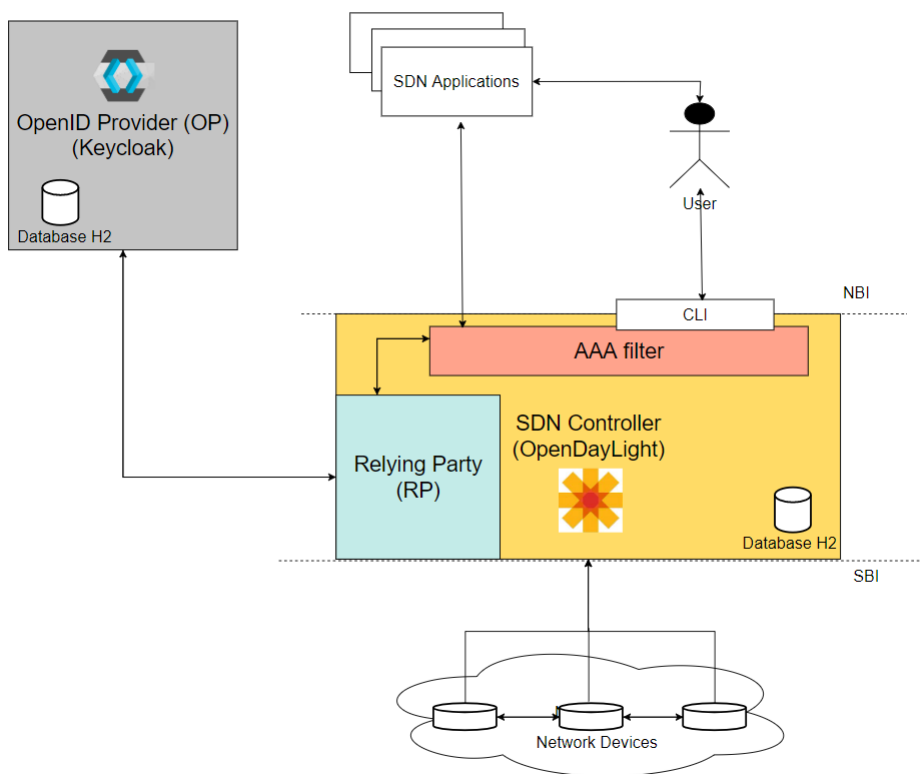 OpenID Provider (OP)
(Keycloak)
Database H2
SDN Applications
User
NBI
CLI
AAA filter
SDN Controller
(OpenDayLight)
Relying Party
(RP)
Database H2
SBI
Network Devices